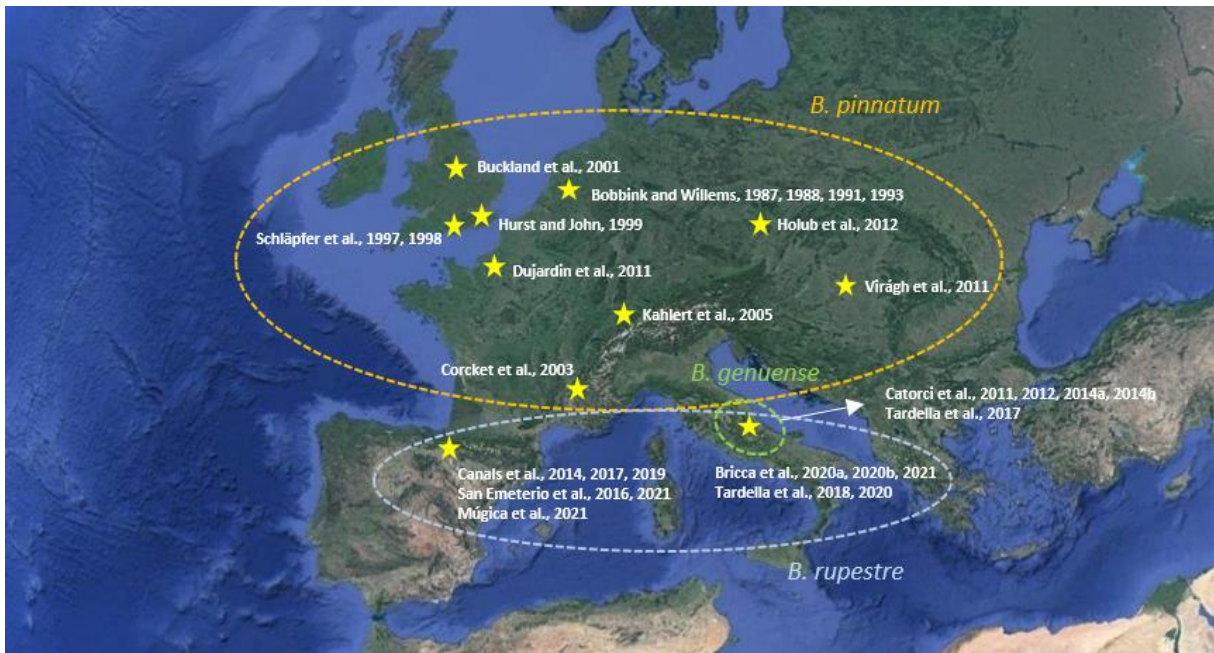 B. pinnatum
Buckland et al., 2001
Bobbink and Willems, 1987, 1988, 1991, 1993
Hurst and John, 1999
Holub et al., 2012
Schläpfer et al., 1997, 1998
Dujardin et al., 2011
Virágh et al., 2011
Kahlert et al., 2005
Corcket et al., 2003
B. genuense
Catorci et al., 2011, 2012, 2014a, 2014b
Tardella et al., 2017
Canals et al., 2014, 2017, 2019
San Emeterio et al., 2016, 2021
Múgica et al., 2021
Bricca et al., 2020a, 2020b, 2021
Tardella et al., 2018, 2020
B. rupestre